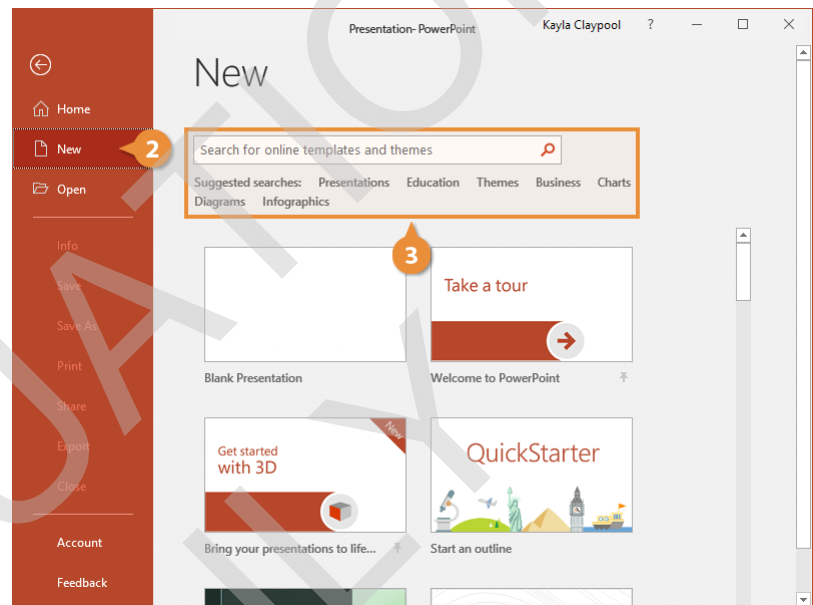 Presentation- PowerPoint
Kayla Claypool ?
New
Home
New
2
Open
Search for online templates and themes
Suggested searches: Presentations Education Themes Business Charts
Diagrams Infographics
3
Info
Save
Save As
Print
Share
Export
Close
Account
Feedback
Take a tour
Blank Presentation
Welcome to PowerPoint
Get started
with 3D
New
QuickStarter
Bring your presentations to life...
Start an outline